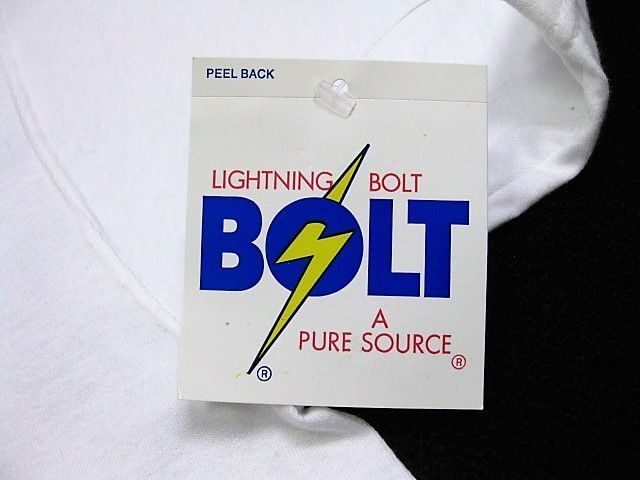 PEEL BACK
LIGHTNING BOLT
BOLT
A
PURE SOURCE ®
®